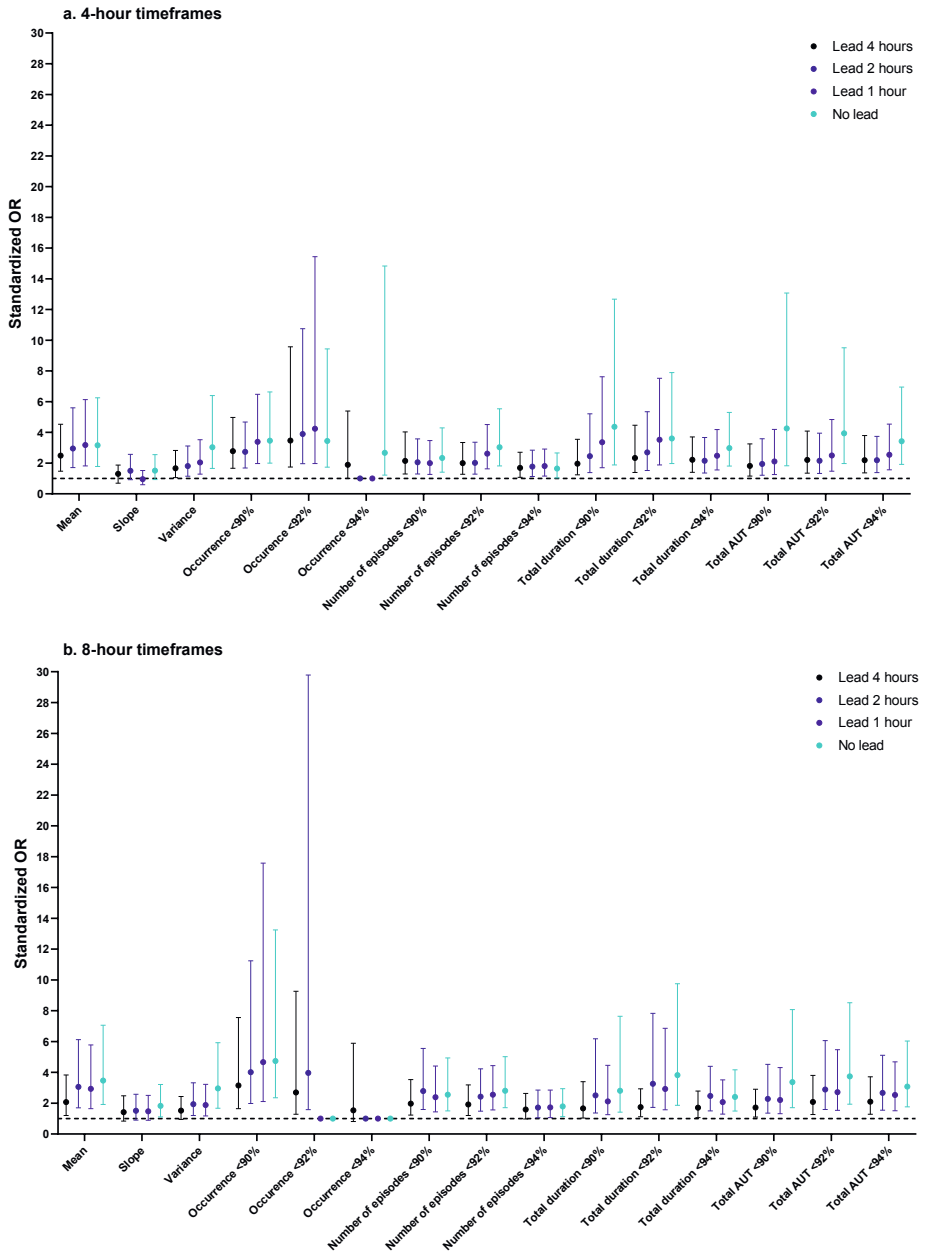 a. 4-hour timeframes
30
28
26
24
22
20
18
16
14
12
10
8
6
4
2
0
Standardized OR
Lead 4 hours
Lead 2 hours
Lead 1 hour
No lead
Mean
Slope
Variance
Occurrence <90%
Occurence <92%
Occurrence <94%
Number of episodes <90%
Number of episodes <92%
Number of episodes <94%
Total duration <90%
Total duration <92%
Total duration <94%
Total AUT <90%
Total AUT <92%
Total AUT <94%
b. 8-hour timeframes
30
28
26
24
22
20
18
16
14
12
10
8
6
4
2
0
Standardized OR
Lead 4 hours
Lead 2 hours
Lead 1 hour
No lead
Mean
Slope
Variance
Occurrence <90%
Occurence <92%
Occurrence <94%
Number of episodes <90%
Number of episodes <92%
Number of episodes <94%
Total duration <90%
Total duration <92%
Total duration <94%
Total AUT <90%
Total AUT <92%
Total AUT <94%